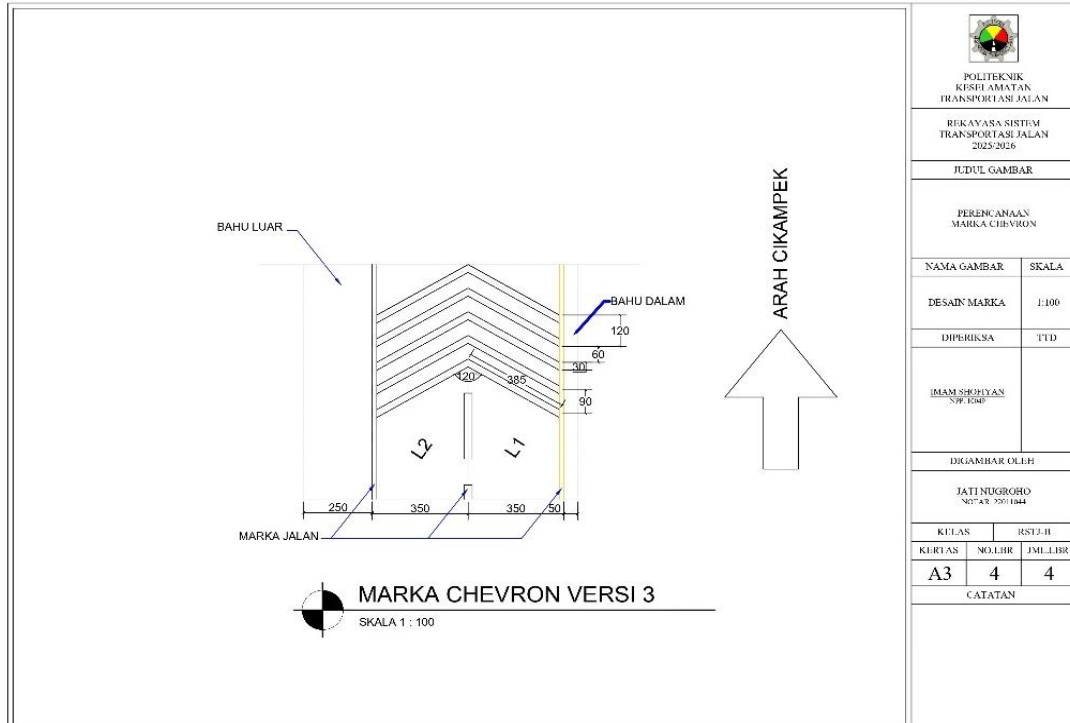 BAHU LUAR
BAHU DALAM
120
60
30
120
385
90
L2
L1
250
350
350
50
MARKA JALAN
MARKA CHEVRON VERSI 3
SKALA 1 : 100
ARAH CIKAMPEK
POLITEKNIK
KESELAMATAN
TRANSPORTASI JALAN
REKAYASA SISTEM
TRANSPORTASI JALAN
2025/2026
JUDUL GAMBAR
PERENCANAAN
MARKA CHEVRON
NAMA GAMBAR
SKALA
DESAIN MARKA
1:100
DIPERIKSA
TTD
IMAM SHOFIYAN
DIGAMBAR OLEH
JATI NUGROHO
NOTAR. 22011044
KELAS
RSTJ-B
KERTAS
NO.LBR
JML.LBR
A3
4
4
CATATAN